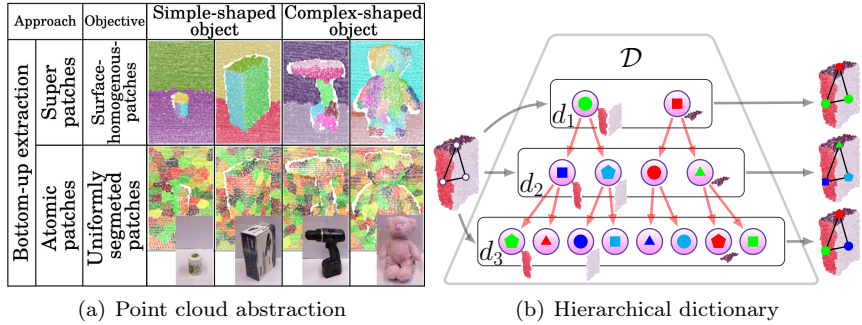 Approach
Objective
Simple-shaped
object
Complex-shaped
object
Bottom-up extraction
Super
patches
Surface-
homogenous-
patches
Atomic
patches
Uniformly
segmeted
patches
D
d1
d2
d3
(a) Point cloud abstraction
(b) Hierarchical dictionary